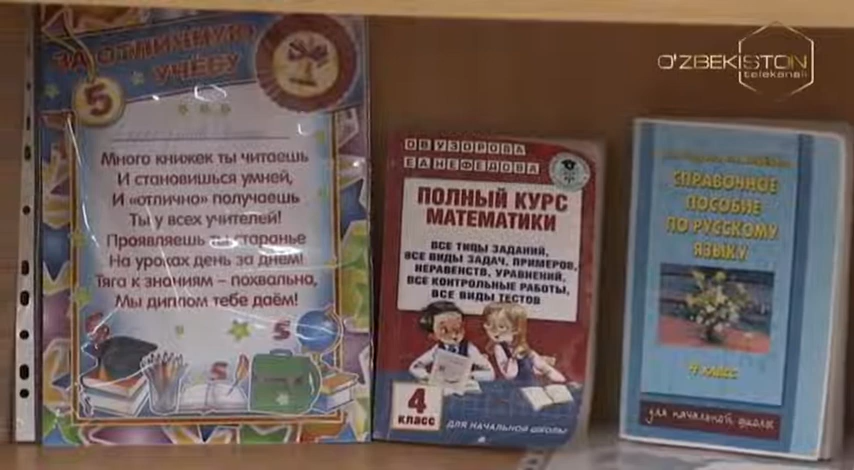 ЗА ОТЛИЧНУЮ
УЧЁБУ
5
Много книжек ты читаешь
И становишься умней,
И «отлично» получаешь
Ты у всех учителей!
Проявляешь ты старанье
На уроках день за днём!
Тяга к знаниям – похвальна,
Мы диплом тебе даём!
5
5
5
О В УЗОРОВА
Е А НЕФЁДОВА
ПОЛНЫЙ КУРС
МАТЕМАТИКИ
ВСЕ ТИПЫ ЗАДАНИЙ,
ВСЕ ВИДЫ ЗАДАЧ, ПРИМЕРОВ,
НЕРАВЕНСТВ, УРАВНЕНИЙ,
ВСЕ КОНТРОЛЬНЫЕ РАБОТЫ,
ВСЕ ВИДЫ ТЕСТОВ
4
класс
ДЛЯ НАЧАЛЬНОЙ ШКОЛЫ
СПРАВОЧНОЕ
ПОСОБИЕ
ПО РУССКОМУ
ЯЗЫКУ
4 класс
для начальной школы
O'ZBEKISTON
telekanali